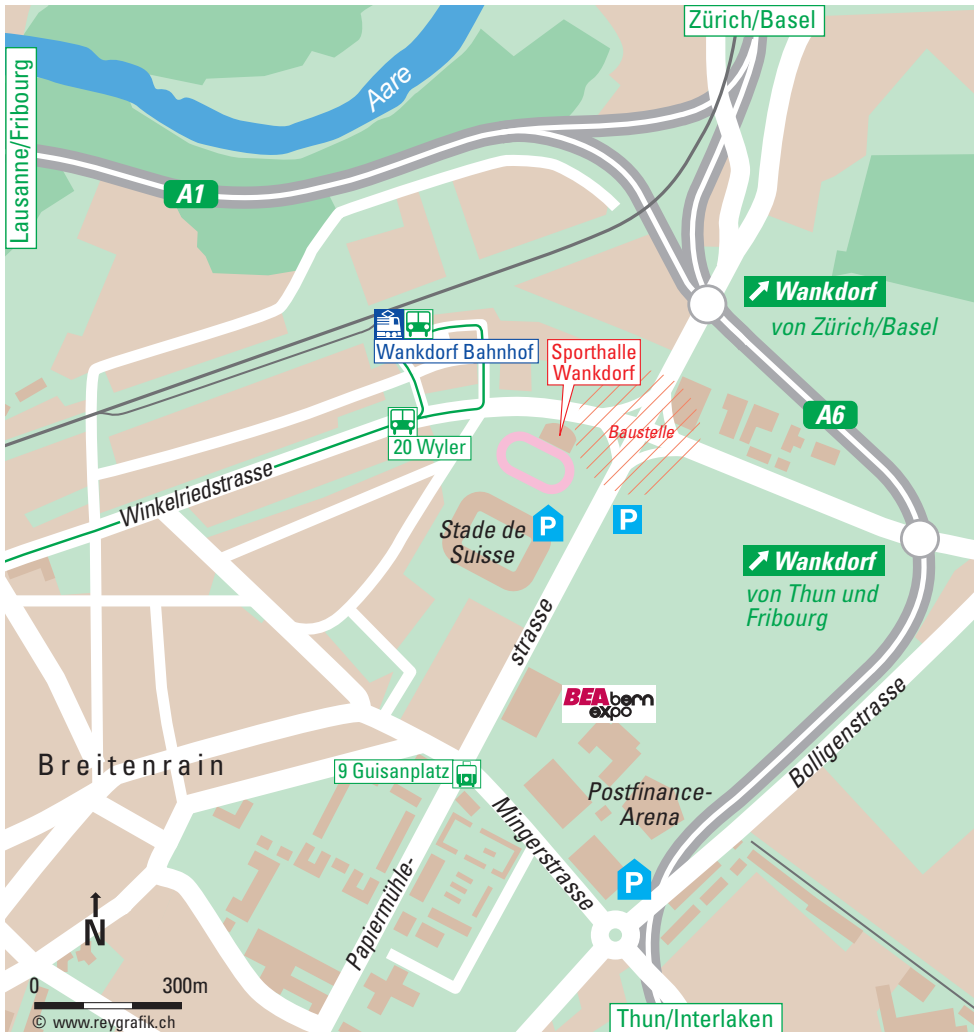 Zürich/Basel
Lausanne/Fribourg
Aare
A1
Wankdorf
von Zürich/Basel
Wankdorf Bahnhof
Sporthalle
Wankdorf
A6
Baustelle
20 Wyler
Winkelriedstrasse
P
P
Stade de
Suisse
Wankdorf
von Thun und
Fribourg
strasse
BEA bern
expo
Bolligenstrasse
Breitenrain
9 Guisanplatz
Postfinance-
Arena
Mingerstrasse
P
Papiermühle-
N
0 300m
© www.reygrafik.ch
Thun/Interlaken